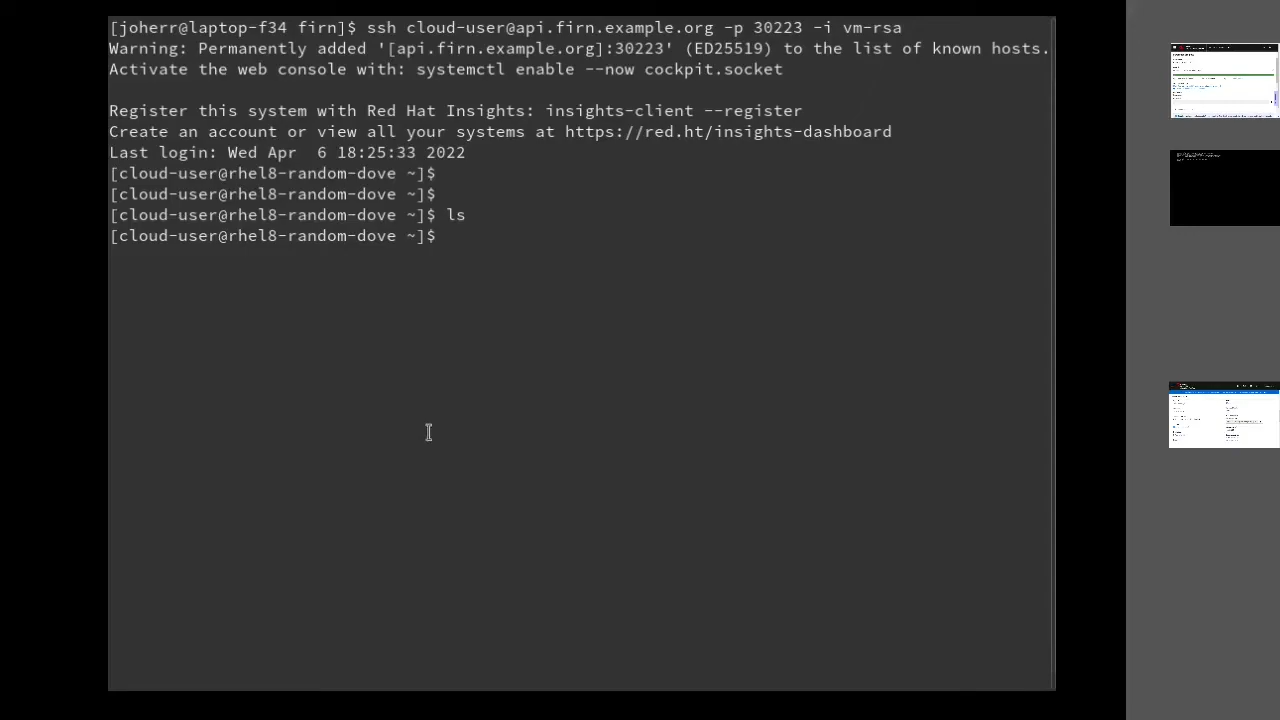 [joherr@laptop-f34 firn]$ ssh cloud-user@api.firn.example.org -p 30223 -i vm-rsa
Warning: Permanently added '[api.firn.example.org]:30223' (ED25519) to the list of known hosts.
Activate the web console with: systemctl enable --now cockpit.socket
Register this system with Red Hat Insights: insights-client --register
Create an account or view all your systems at https://red.ht/insights-dashboard
Last login: Wed Apr  6 18:25:33 2022
[cloud-user@rhel8-random-dove ~]$
[cloud-user@rhel8-random-dove ~]$
[cloud-user@rhel8-random-dove ~]$ ls
[cloud-user@rhel8-random-dove ~]$